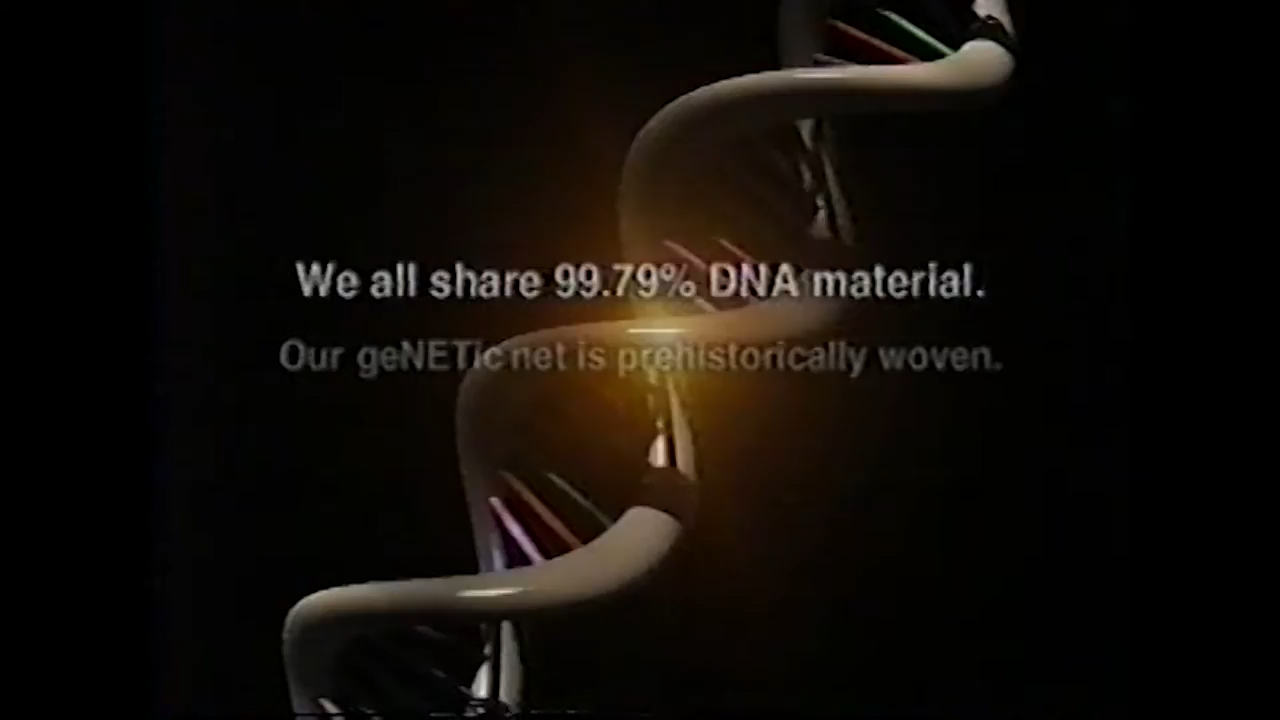 We all share 99.79% DNA material.
Our geNETic net is prehistorically woven.